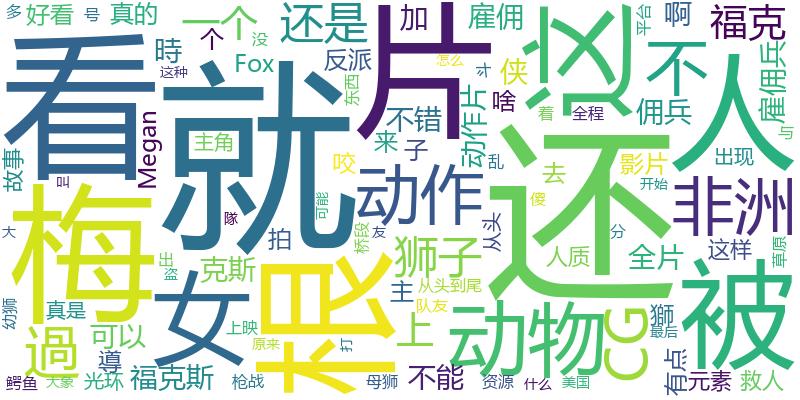 多 好看 号 真的 一个 还是 加 雇佣 啊 平台 福克
个 没 時 Fox 反派 怎么 斗 侠 雇佣兵
看 就 片 这 不 人
这种 东西 不错 动作片 啥 着 全程 佣兵 与
故事 Megan 主角 咬 来 子 乱 影片 出现
叫 梅 女 动作 还 去 开始 非洲
隊 可能 傻
大 出 拍 桥段 友 狮子 从头 人质 分 全片 这样 草原
盗 克斯 主 从头到尾 被
幼狮 真是 根 上 队友 动物 CG 獅
過 可以 遵 上映 原来 打 有点 最后
鳄鱼 大象 光环 福克斯 枪战 母狮 不能 资源 什么 美国 元素 救人